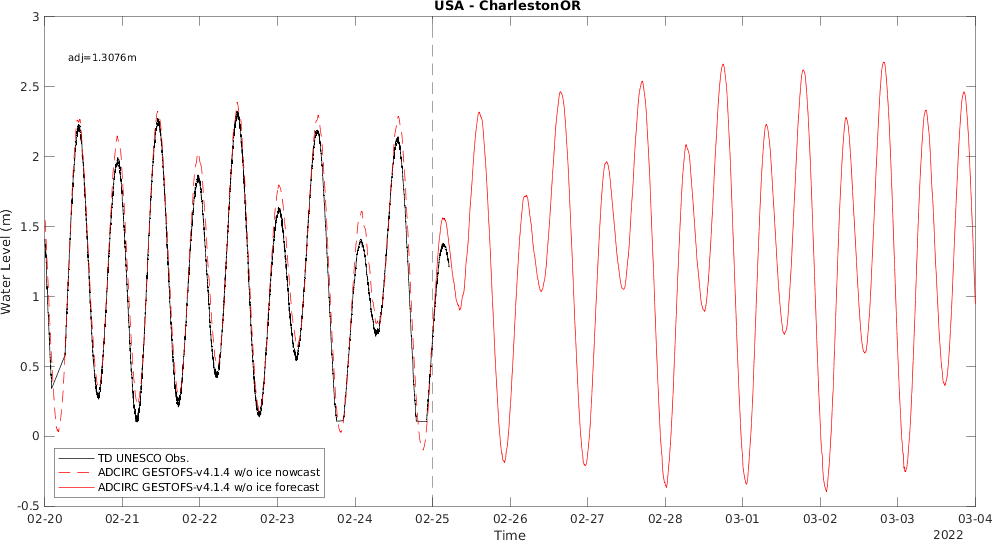 USA - CharlestonOR
adj=1.3076m
3
2.5
2
1.5
1
0.5
0
-0.5
Water Level (m)
TD UNESCO Obs.
ADCIRC GESTOFS-v4.1.4 w/o ice nowcast
ADCIRC GESTOFS-v4.1.4 w/o ice forecast
02-20 02-21 02-22 02-23 02-24 02-25 02-26 02-27 02-28 03-01 03-02 03-03 03-04
Time
2022